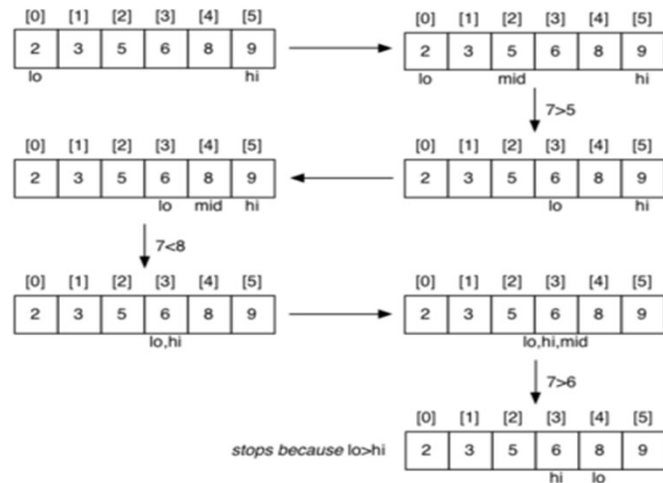 [0] [1] [2] [3] [4] [5]
2 3 5 6 8 9
lo hi
[0] [1] [2] [3] [4] [5]
2 3 5 6 8 9
lo mid hi
7>5
[0] [1] [2] [3] [4] [5]
2 3 5 6 8 9
lo hi
[0] [1] [2] [3] [4] [5]
2 3 5 6 8 9
lo mid hi
7<8
[0] [1] [2] [3] [4] [5]
2 3 5 6 8 9
lo,hi
[0] [1] [2] [3] [4] [5]
2 3 5 6 8 9
lo,hi,mid
7>6
stops because lo>hi
[0] [1] [2] [3] [4] [5]
2 3 5 6 8 9
hi lo